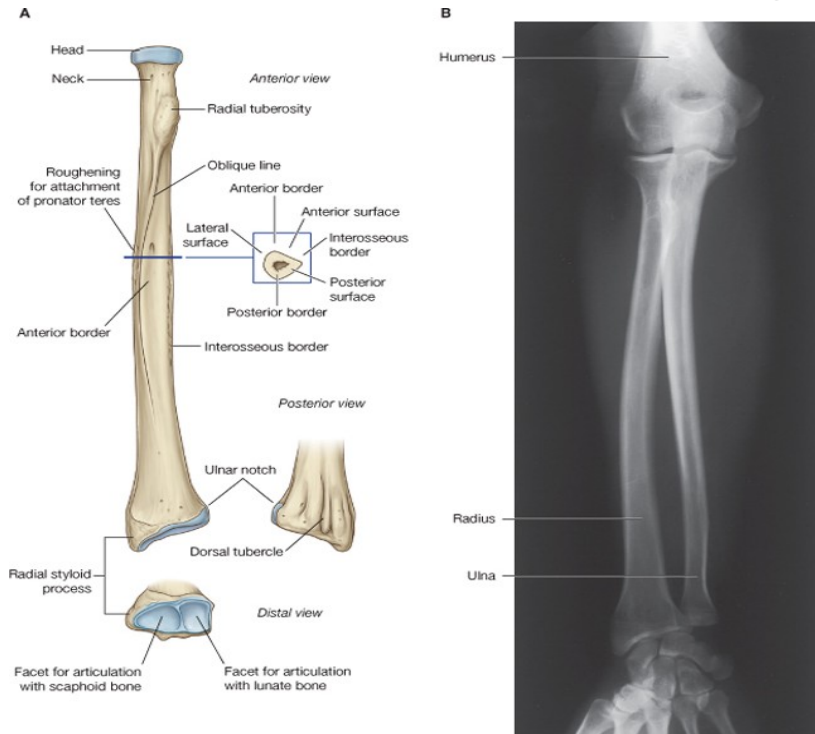 A
Head
Neck
Anterior view
Radial tuberosity
Roughening
for attachment
of pronator teres
Oblique line
Anterior border
Anterior surface
Lateral
surface
Interosseous
border
Posterior
surface
Posterior border
Anterior border
Interosseous border
Posterior view
Ulnar notch
Dorsal tubercle
Radial styloid
process
Distal view
Facet for articulation
with scaphoid bone
Facet for articulation
with lunate bone
B
Humerus
Radius
Ulna